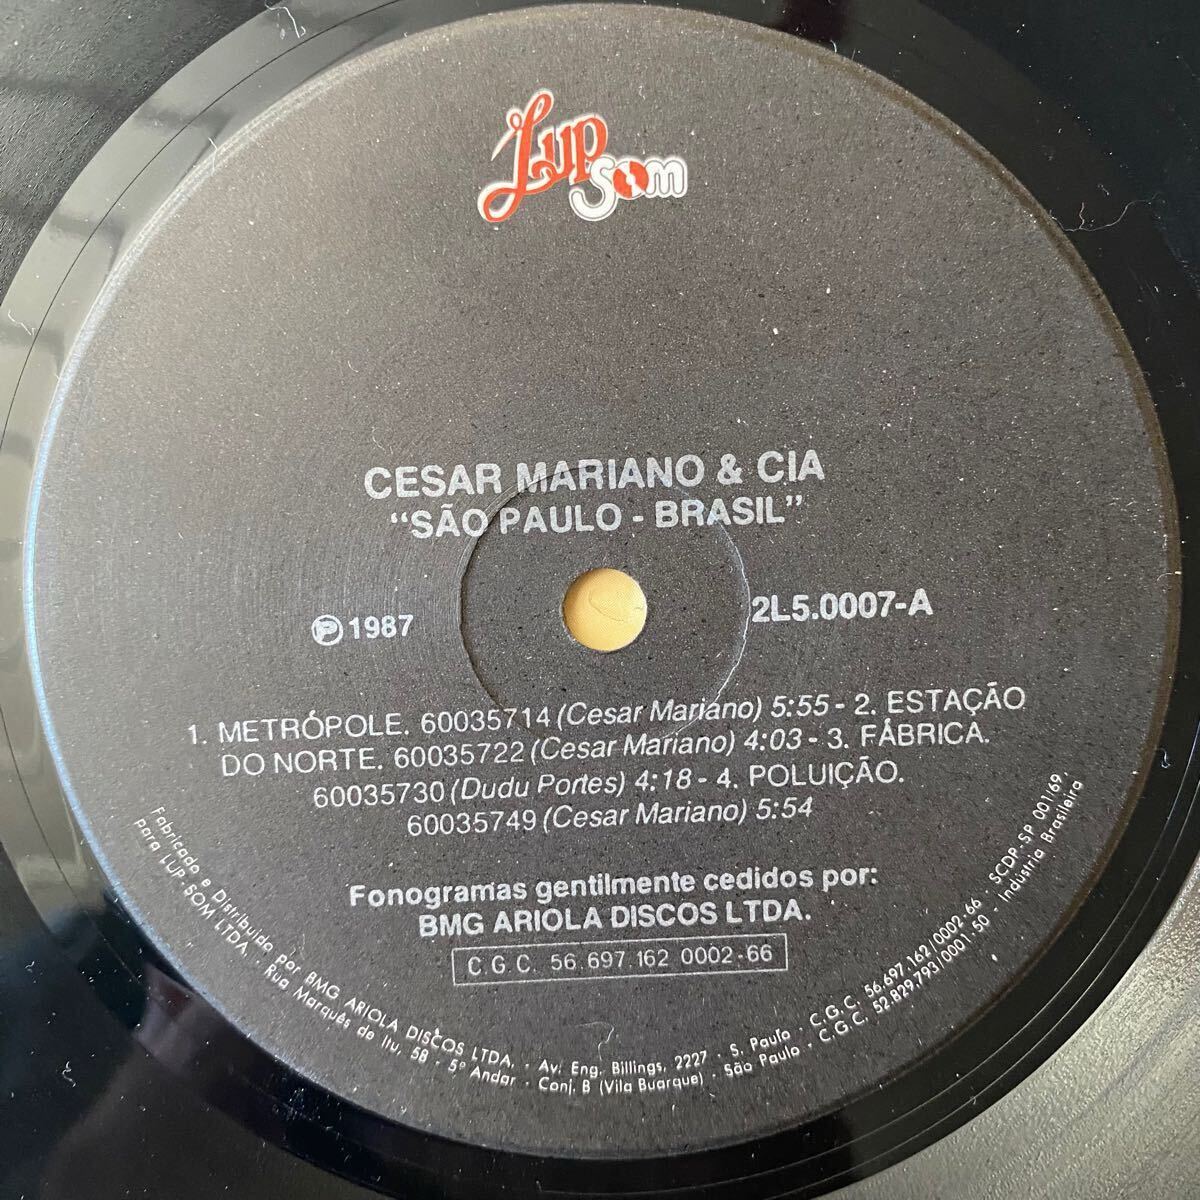 Lup Som
CESAR MARIANO & CIA
“SÃO PAULO - BRASIL”
Ⓟ 1987
2L5.0007-A
1. METRÓPOLE. 60035714 (Cesar Mariano) 5:55 - 2. ESTAÇÃO
DO NORTE. 60035722 (Cesar Mariano) 4:03 - 3. FÁBRICA.
60035730 (Dudu Portes) 4:18 - 4. POLUIÇÃO.
60035749 (Cesar Mariano) 5:54
Fonogramas gentilmente cedidos por:
BMG ARIOLA DISCOS LTDA.
C.G.C. 56.697.162 0002-66
Fabricado e Distribuido por BMG ARIOLA DISCOS LTDA. · Av. Eng. Billings, 2227 · S. Paulo · C.G.C. 56.697.162/0002-66 · SCDP-SP 001/69.
para LUP-SOM LTDA. · Rua Marquês de Itu, 58 - 5º Andar - Conj. B (Vila Buarque) · São Paulo · C.G.C. 52.829.793/0001-50 · Indústria Brasileira